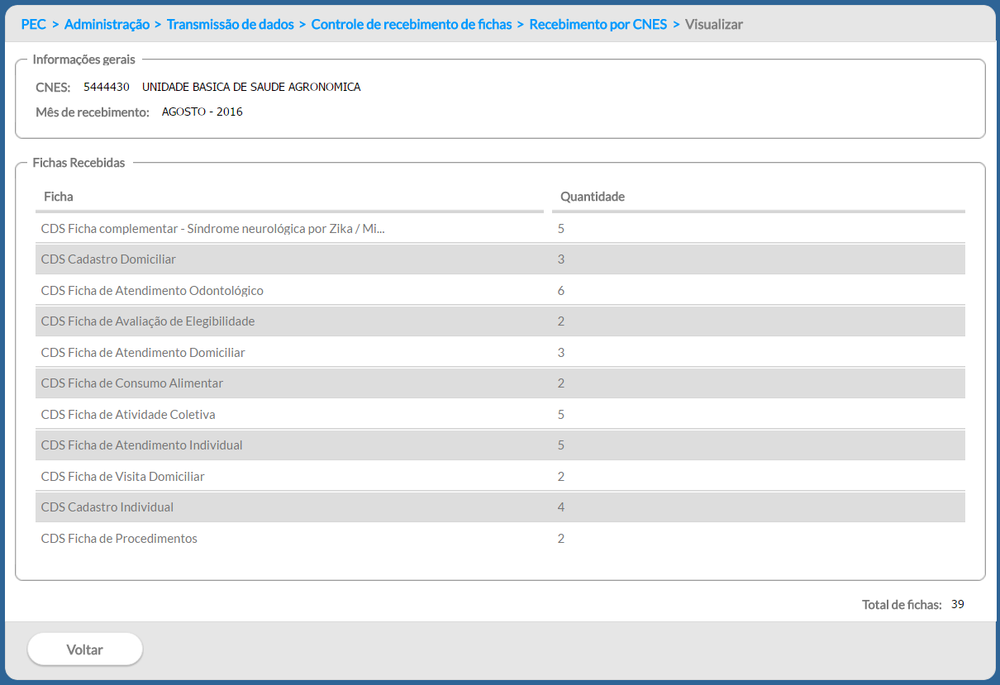 PEC > Administração > Transmissão de dados > Controle de recebimento de fichas > Recebimento por CNES > Visualizar
Informações gerais
CNES: 5444430 UNIDADE BASICA DE SAUDE AGRONOMICA
Mês de recebimento: AGOSTO - 2016
Fichas Recebidas
Ficha Quantidade
CDS Ficha complementar - Síndrome neurológica por Zika / Mi... 5
CDS Cadastro Domiciliar 3
CDS Ficha de Atendimento Odontológico 6
CDS Ficha de Avaliação de Elegibilidade 2
CDS Ficha de Atendimento Domiciliar 3
CDS Ficha de Consumo Alimentar 2
CDS Ficha de Atividade Coletiva 5
CDS Ficha de Atendimento Individual 5
CDS Ficha de Visita Domiciliar 2
CDS Cadastro Individual 4
CDS Ficha de Procedimentos 2
Total de fichas: 39
Voltar